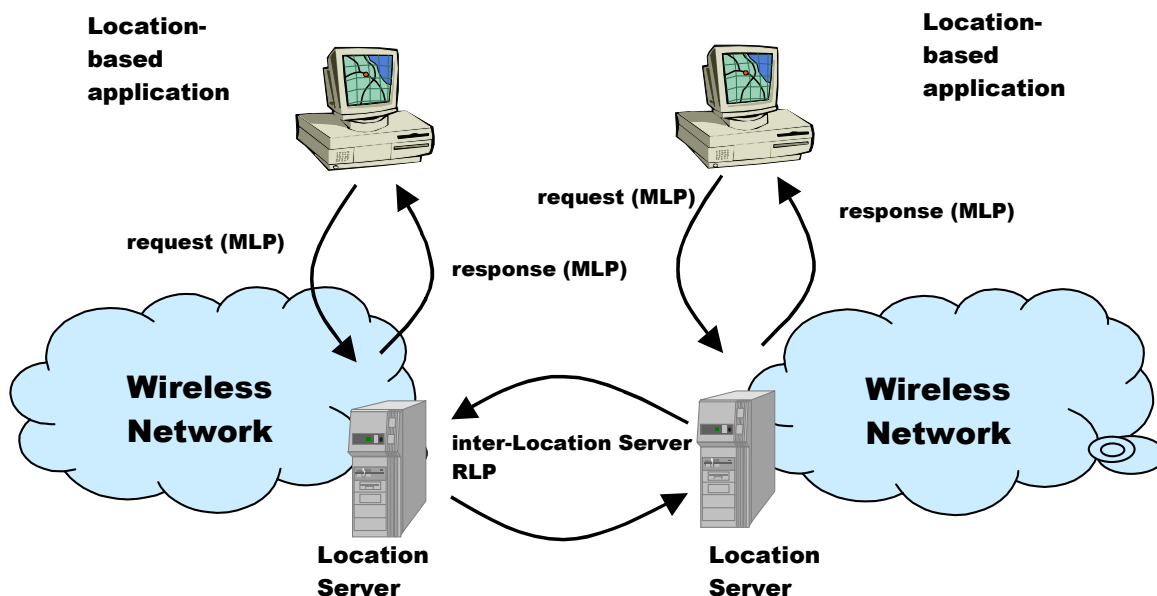 Location-
based
application
Location-
based
application
request (MLP)
response (MLP)
request (MLP)
response (MLP)
Wireless
Network
inter-Location Server
RLP
Wireless
Network
Location
Server
Location
Server